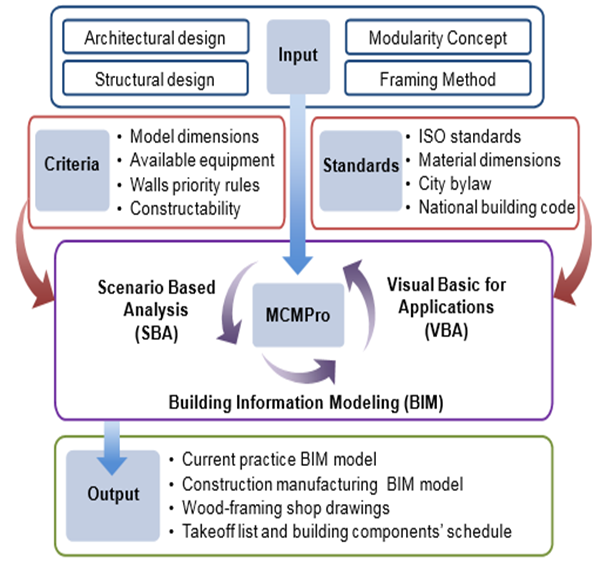 Architectural design
Structural design
Input
Modularity Concept
Framing Method
Criteria
• Model dimensions
• Available equipment
• Walls priority rules
• Constructability
Standards
• ISO standards
• Material dimensions
• City bylaw
• National building code
Scenario Based
Analysis
(SBA)
MCMPro
Visual Basic for
Applications
(VBA)
Building Information Modeling (BIM)
Output
• Current practice BIM model
• Construction manufacturing BIM model
• Wood-framing shop drawings
• Takeoff list and building components' schedule